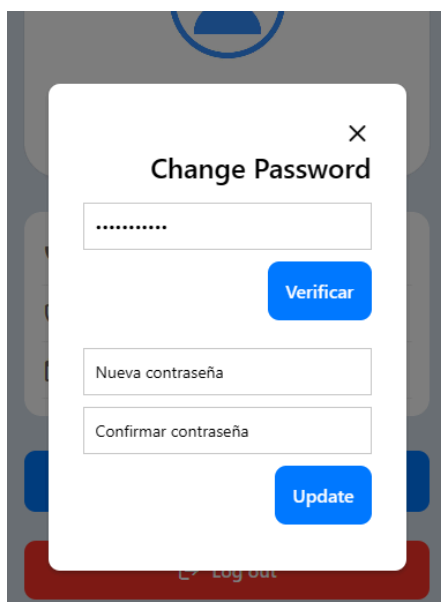 Change Password
•••••••••••
Verificar
Nueva contraseña
Confirmar contraseña
Update
Log out